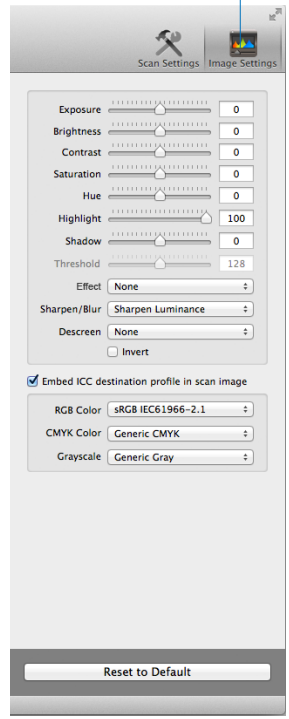 Scan Settings Image Settings
Exposure 0
Brightness 0
Contrast 0
Saturation 0
Hue 0
Highlight 100
Shadow 0
Threshold 128
Effect None
Sharpen/Blur Sharpen Luminance
Descreen None
Invert
Embed ICC destination profile in scan image
RGB Color sRGB IEC61966-2.1
CMYK Color Generic CMYK
Grayscale Generic Gray
Reset to Default